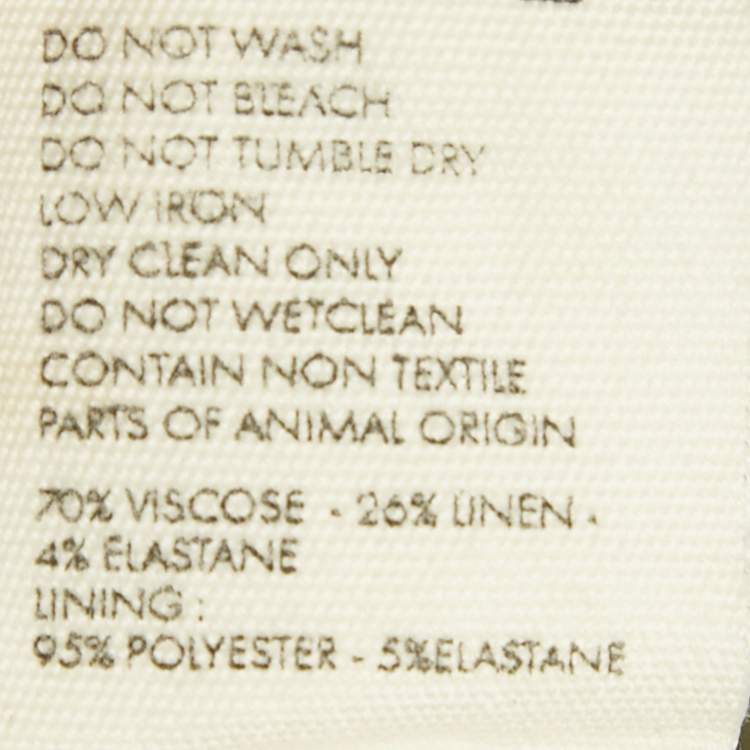 DO NOT WASH
DO NOT BLEACH
DO NOT TUMBLE DRY
LOW IRON
DRY CLEAN ONLY
DO NOT WETCLEAN
CONTAIN NON TEXTILE
PARTS OF ANIMAL ORIGIN
70% VISCOSE - 26% LINEN -
4% ELASTANE
LINING :
95% POLYESTER - 5%ELASTANE